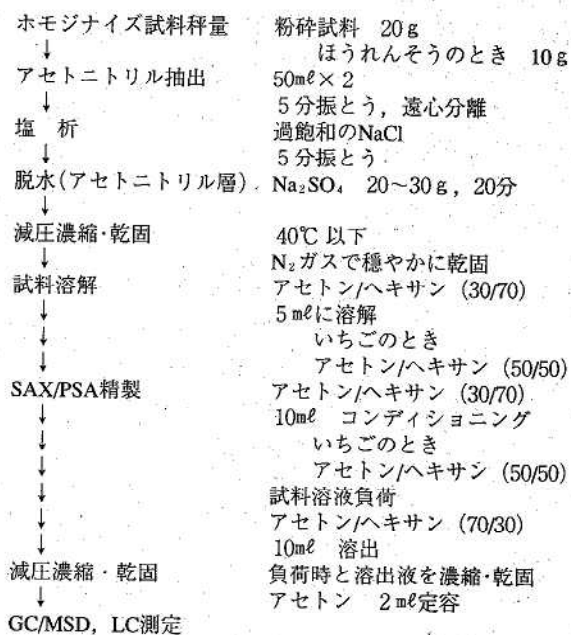 ホモジナイズ試料秤量　粉砕試料　20g
↓　ほうれんそうのとき　10g
アセトニトリル抽出　50mℓ×2
↓　5分振とう，遠心分離
塩　析　過飽和のNaCl
↓　5分振とう
脱水(アセトニトリル層)　Na₂SO₄　20～30g，20分
↓
減圧濃縮・乾固　40℃以下
↓　N₂ガスで穏やかに乾固
試料溶解　アセトン/ヘキサン (30/70)
↓　5mℓに溶解
↓　いちごのとき
↓　アセトン/ヘキサン (50/50)
SAX/PSA精製　アセトン/ヘキサン (30/70)
↓　10mℓ　コンディショニング
↓　いちごのとき
↓　アセトン/ヘキサン (50/50)
↓　試料溶液負荷
↓　アセトン/ヘキサン (70/30)
↓　10mℓ　溶出
減圧濃縮・乾固　負荷時と溶出液を濃縮・乾固
↓　アセトン　2mℓ定容
GC/MSD，LC測定